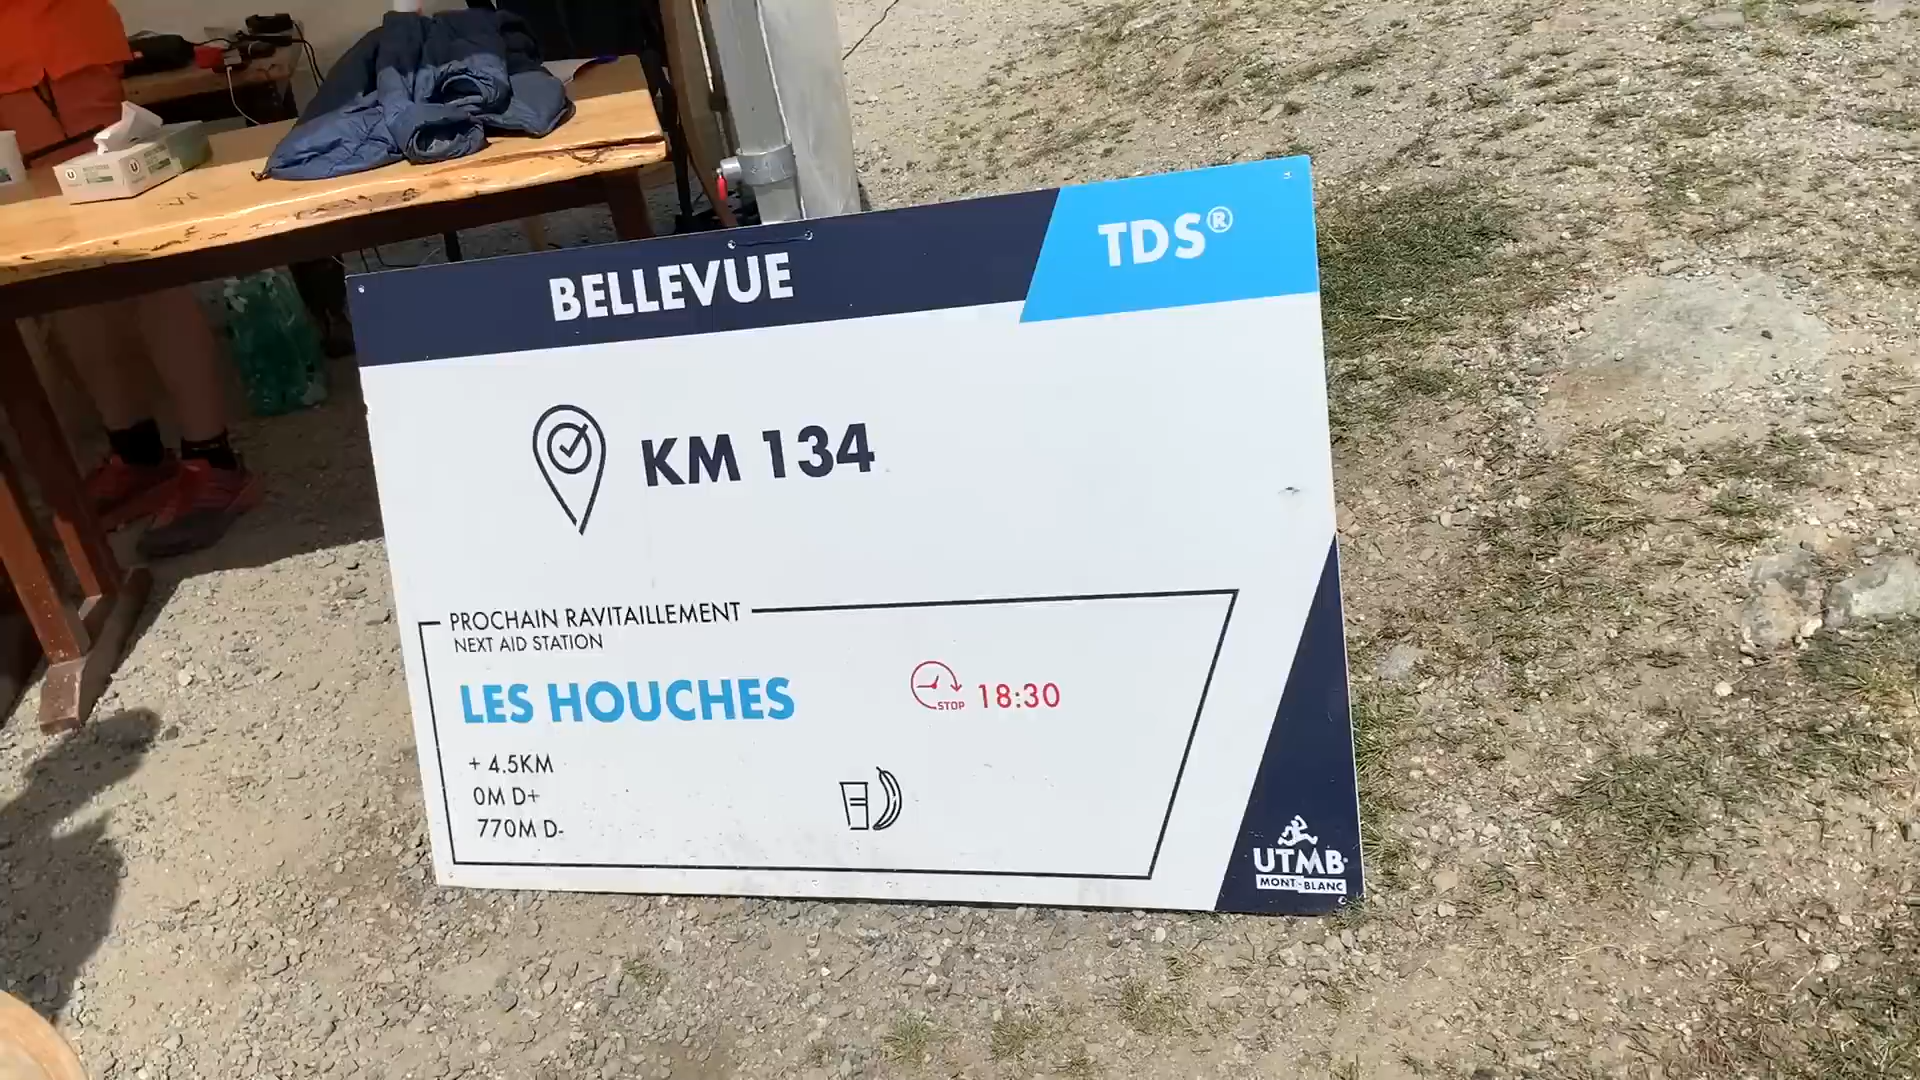 BELLEVUE
TDS®
KM 134
PROCHAIN RAVITAILLEMENT
NEXT AID STATION
LES HOUCHES
STOP 18:30
+ 4.5KM
0M D+
770M D-
UTMB
MONT-BLANC